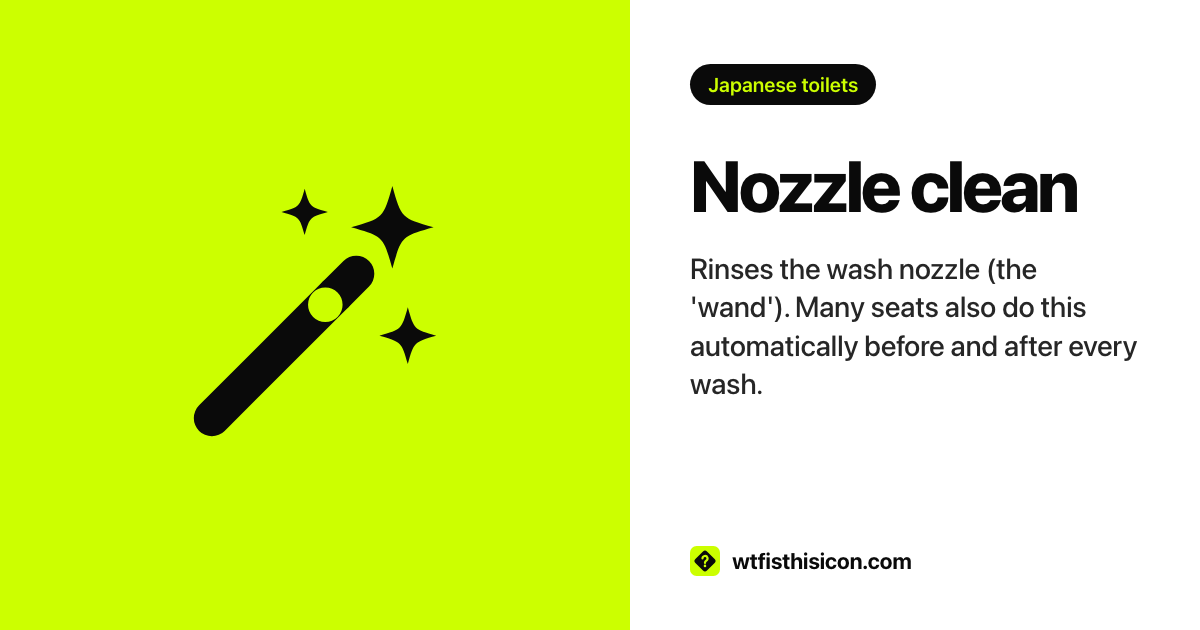 Japanese toilets
Nozzle clean
Rinses the wash nozzle (the
'wand'). Many seats also do this
automatically before and after every
wash.
?
wtfisthisicon.com